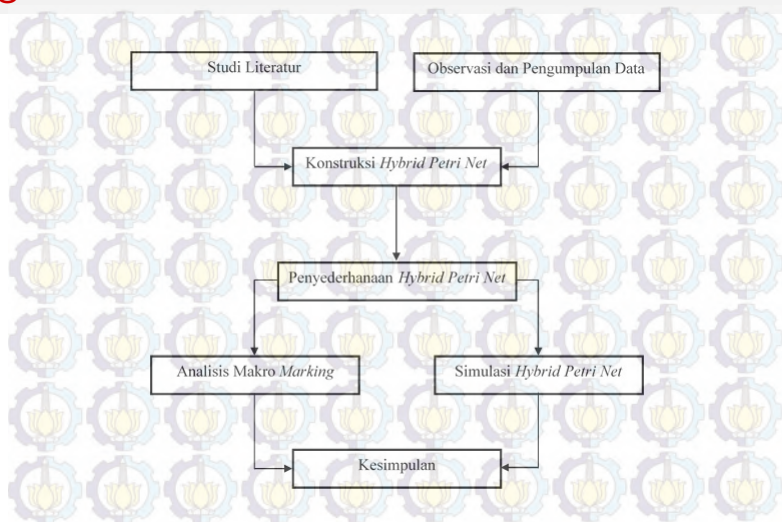 Studi Literatur
Observasi dan Pengumpulan Data
Konstruksi Hybrid Petri Net
Penyederhanaan Hybrid Petri Net
Analisis Makro Marking
Simulasi Hybrid Petri Net
Kesimpulan